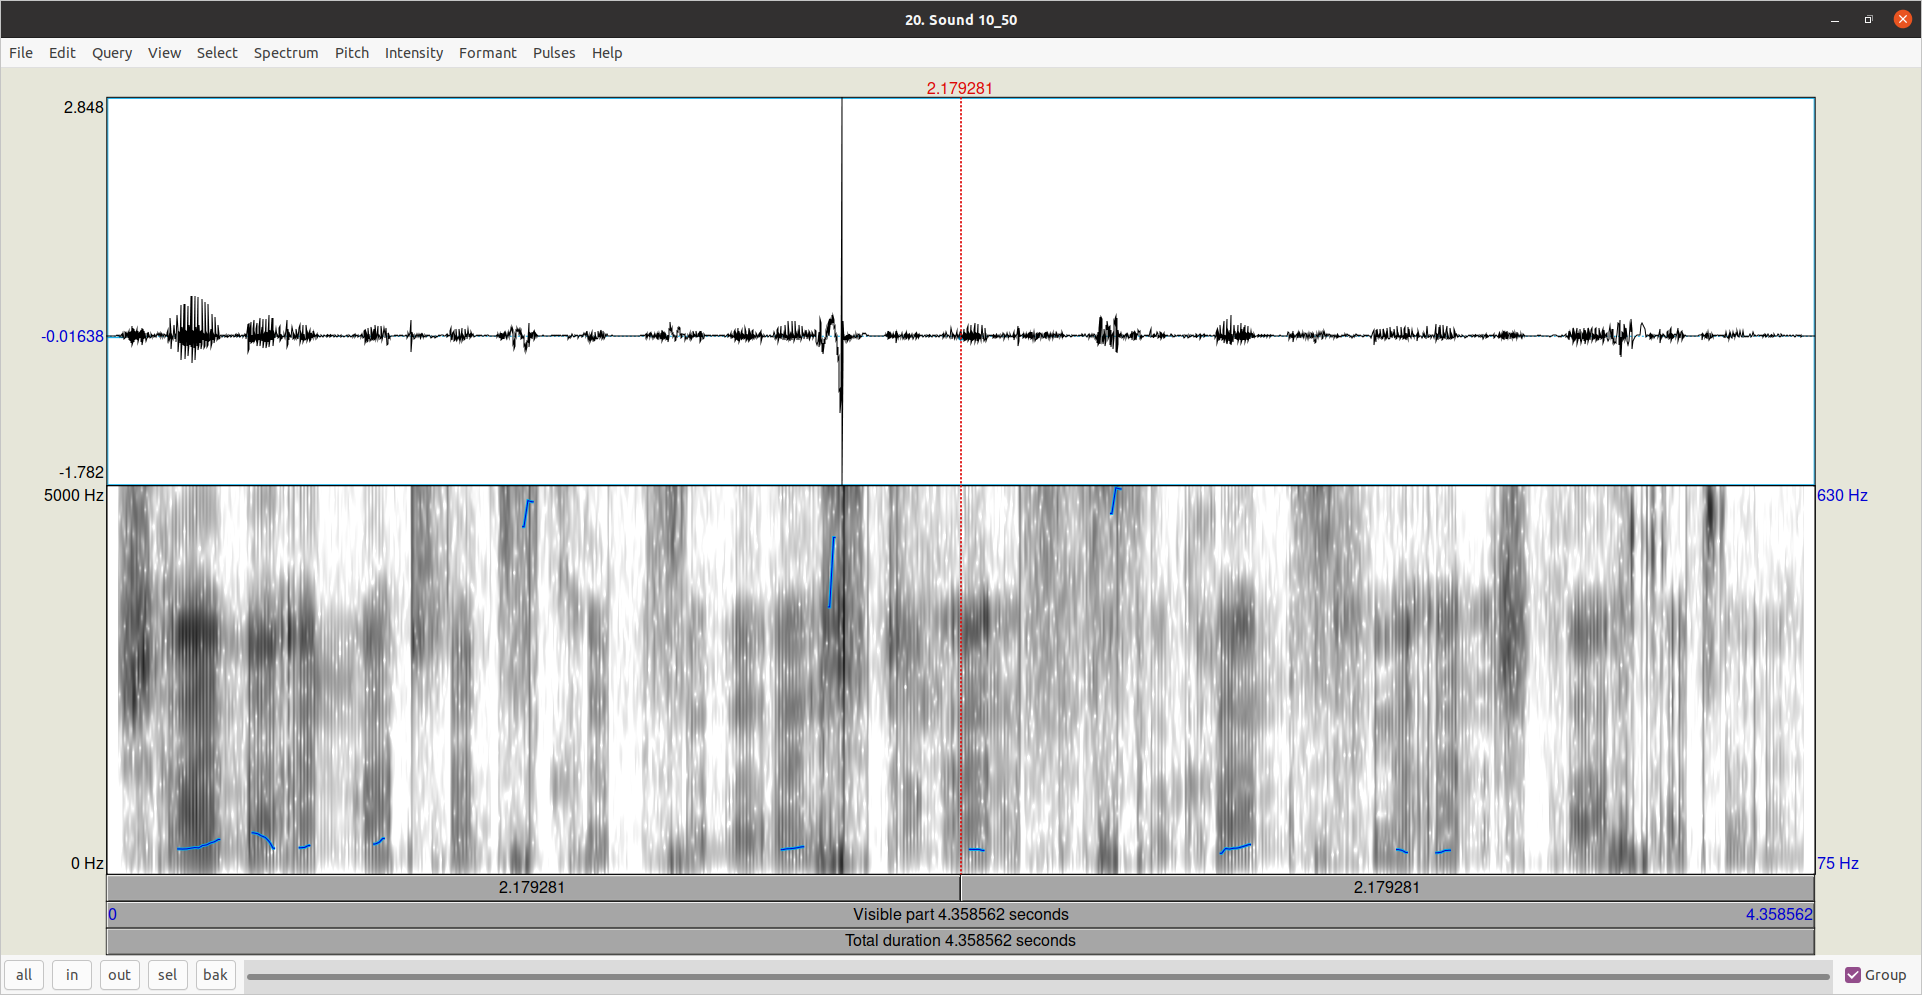 20. Sound 10_50
File Edit Query View Select Spectrum Pitch Intensity Formant Pulses Help
2.179281
2.848
-0.01638
-1.782
5000 Hz
630 Hz
0 Hz
75 Hz
2.179281 2.179281
0 Visible part 4.358562 seconds 4.358562
Total duration 4.358562 seconds
all in out sel bak Group